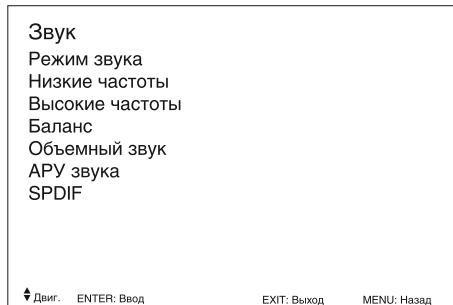 Звук
Режим звука
Низкие частоты
Высокие частоты
Баланс
Объемный звук
АРУ звука
SPDIF
Двиг. ENTER: Ввод EXIT: Выход MENU: Назад